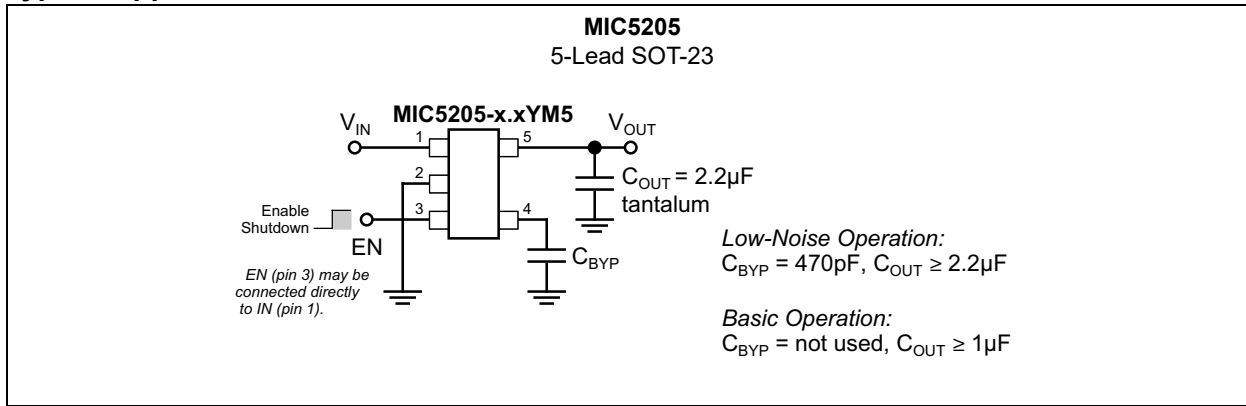 MIC5205
5-Lead SOT-23
MIC5205-x.xYM5
VIN
VOUT
1
5
2
COUT = 2.2µF
tantalum
3
4
Enable
Shutdown
EN
CBYP
EN (pin 3) may be
connected directly
to IN (pin 1).
Low-Noise Operation:
CBYP = 470pF, COUT ≥ 2.2µF
Basic Operation:
CBYP = not used, COUT ≥ 1µF